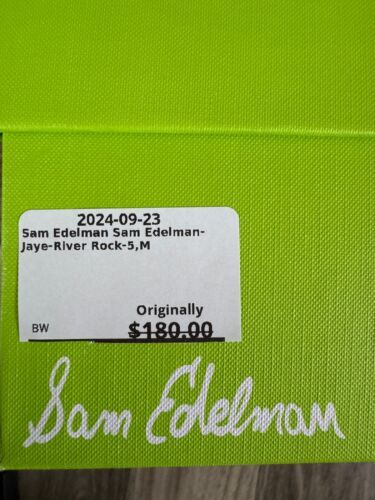 2024-09-23
Sam Edelman Sam Edelman-
Jaye-River Rock-5,M
Originally
BW $180.00
Sam Edelman